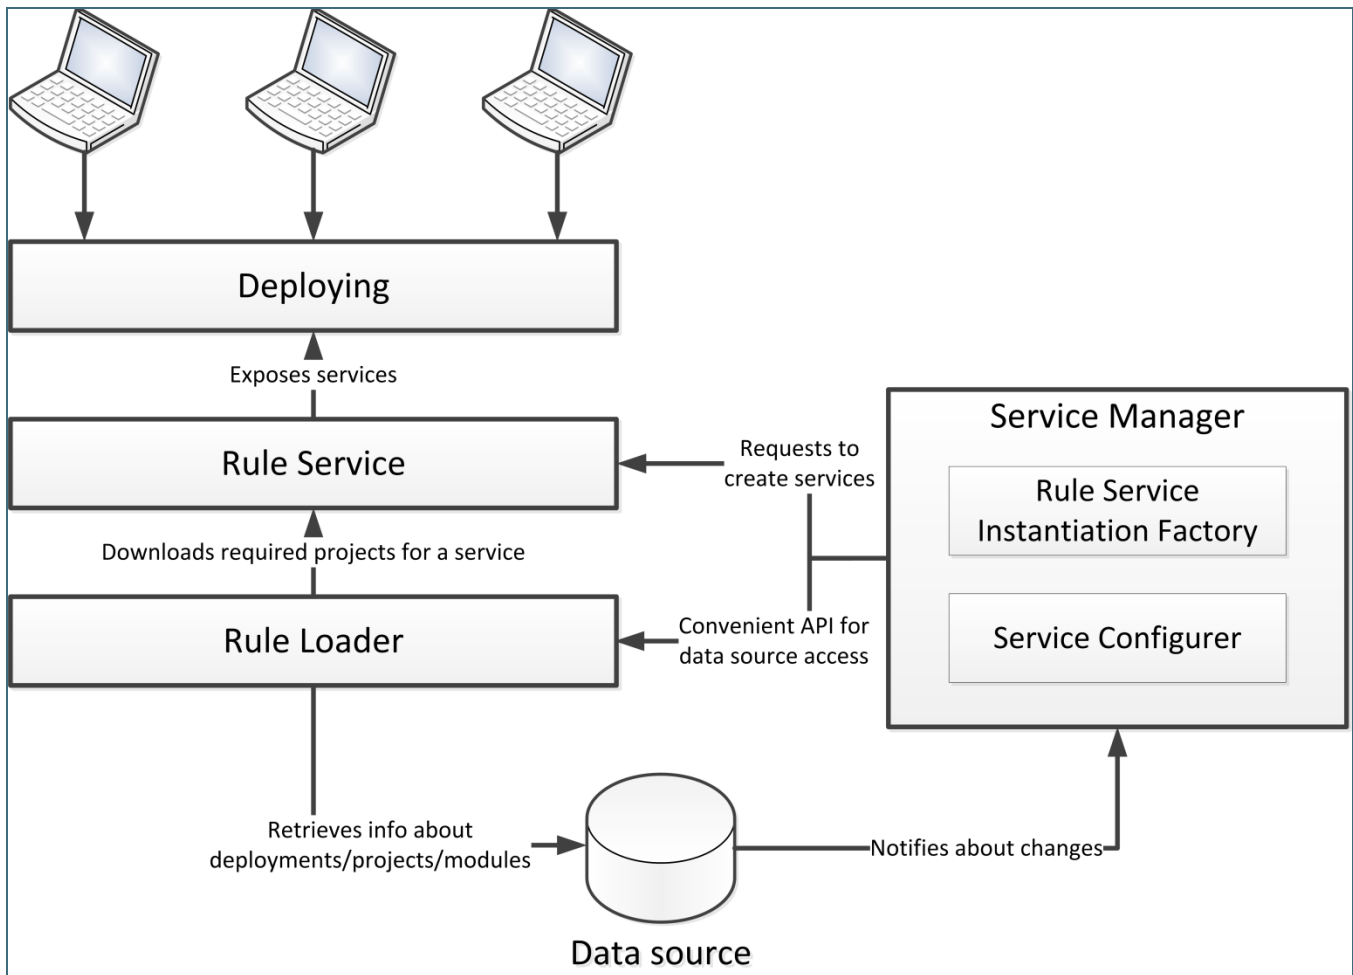 Deploying
Exposes services
Rule Service
Requests to
create services
Service Manager
Rule Service
Instantiation Factory
Service Configurer
Downloads required projects for a service
Rule Loader
Convenient API for
data source access
Retrieves info about
deployments/projects/modules
Notifies about changes
Data source